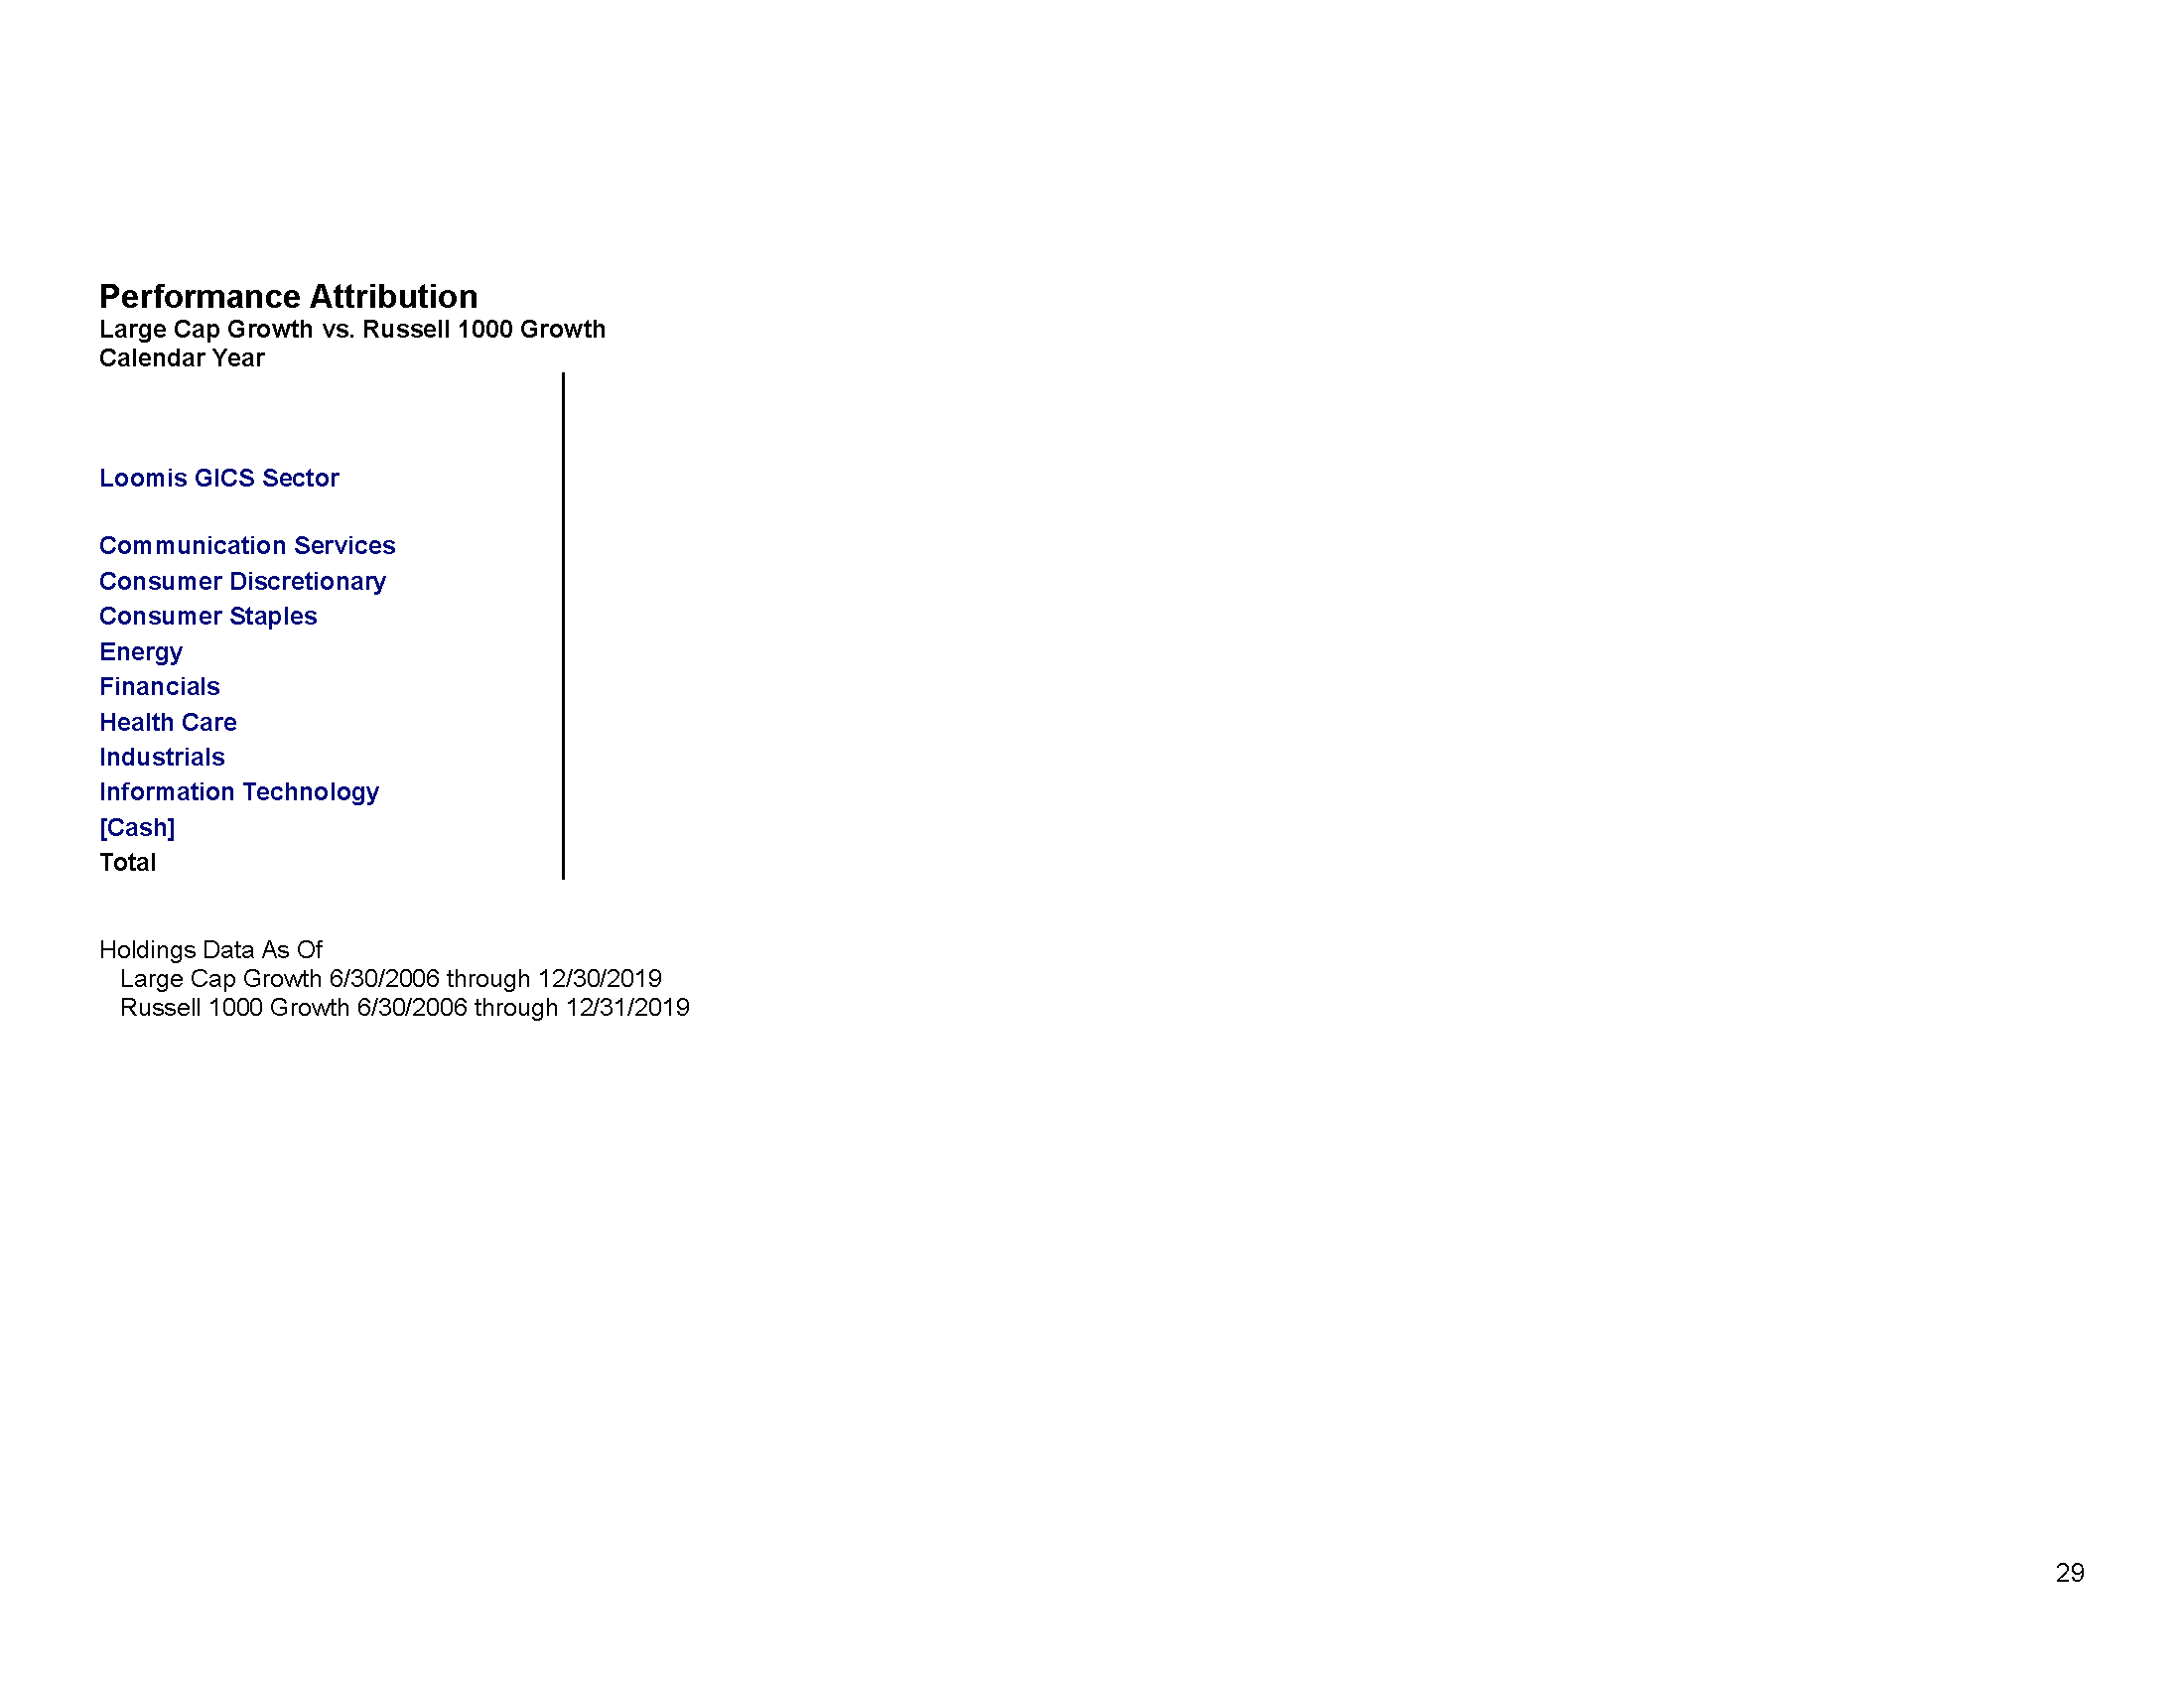 Performance Attribution
Large Cap Growth vs. Russell 1000 Growth
Calendar Year
Loomis GICS Sector
Communication Services
Consumer Discretionary
Consumer Staples
Energy
Financials
Health Care
Industrials
Information Technology
[Cash]
Total
Holdings Data As Of
Large Cap Growth 6/30/2006 through 12/30/2019
Russell 1000 Growth 6/30/2006 through 12/31/2019
29